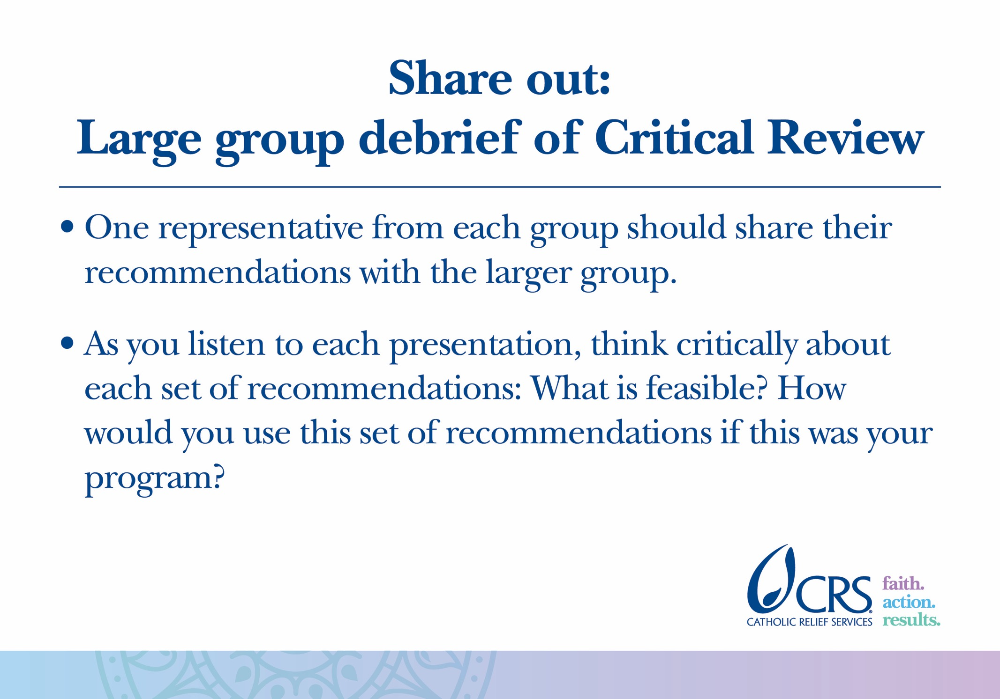 Share out:
Large group debrief of Critical Review
• One representative from each group should share their
recommendations with the larger group.
• As you listen to each presentation, think critically about
each set of recommendations: What is feasible? How
would you use this set of recommendations if this was your
program?
CRS®
CATHOLIC RELIEF SERVICES
faith.
action.
results.